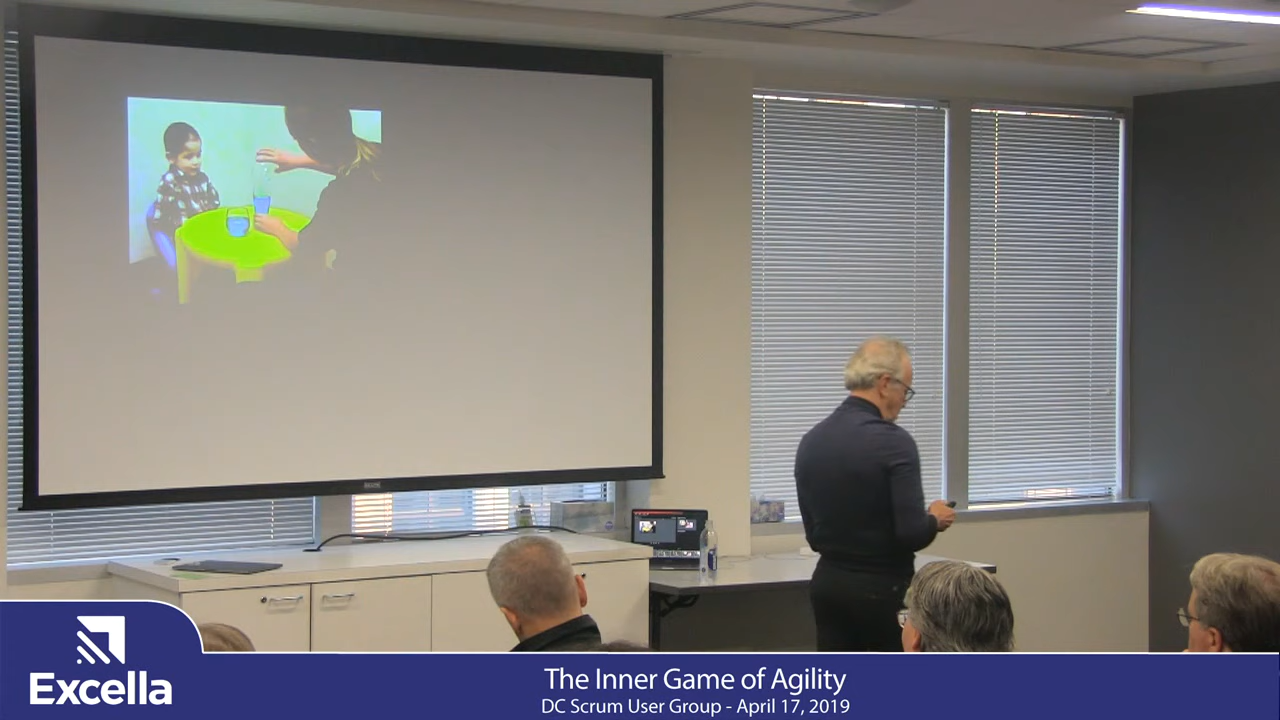 Excella
The Inner Game of Agility
DC Scrum User Group - April 17, 2019